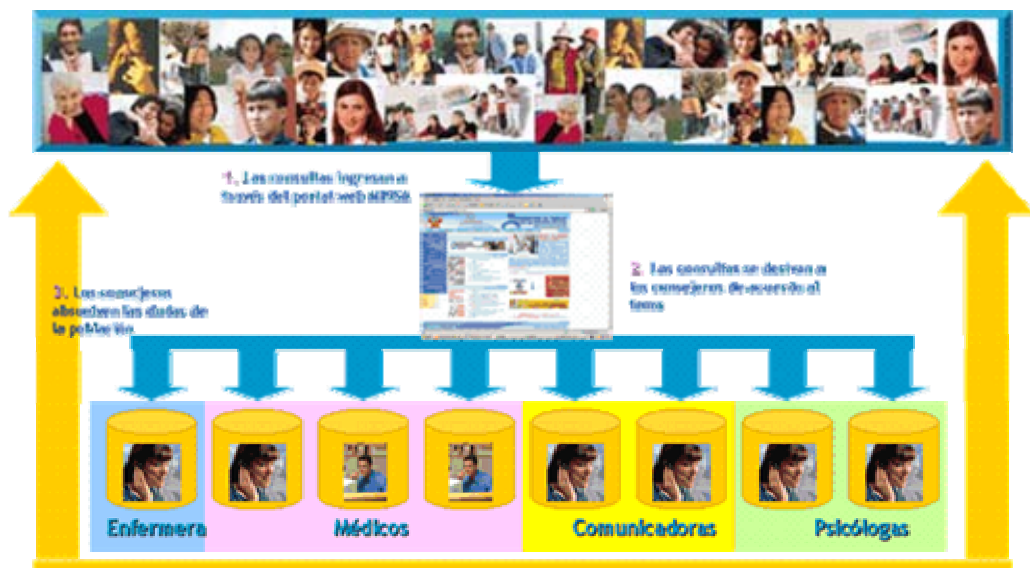 1. Las consultas ingresan a
través del portal web MINSA
2. Las consultas se derivan a
los consejeros de acuerdo al
tema
3. Los consejeros
absuelven las dudas de
la población.
Enfermera
Médicos
Comunicadoras
Psicólogas